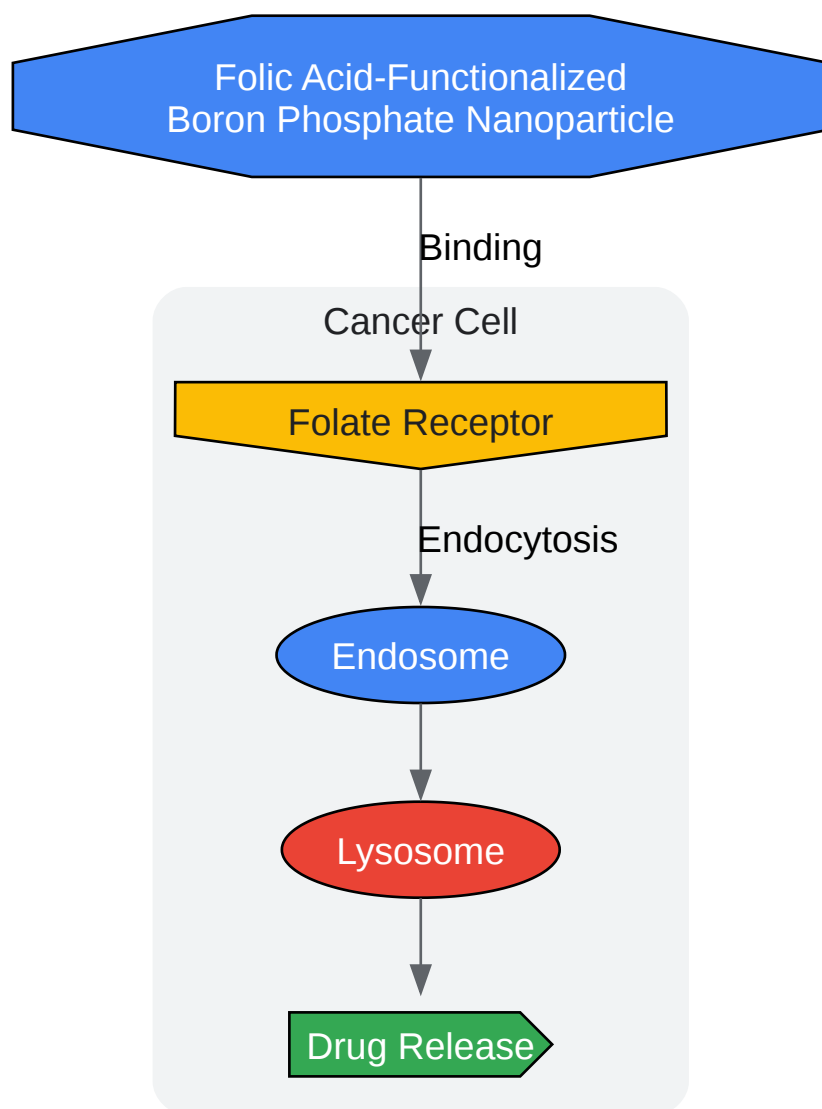 Folic Acid-Functionalized
Boron Phosphate Nanoparticle
Binding
Cancer Cell
Folate Receptor
Endocytosis
Endosome
Lysosome
Drug Release